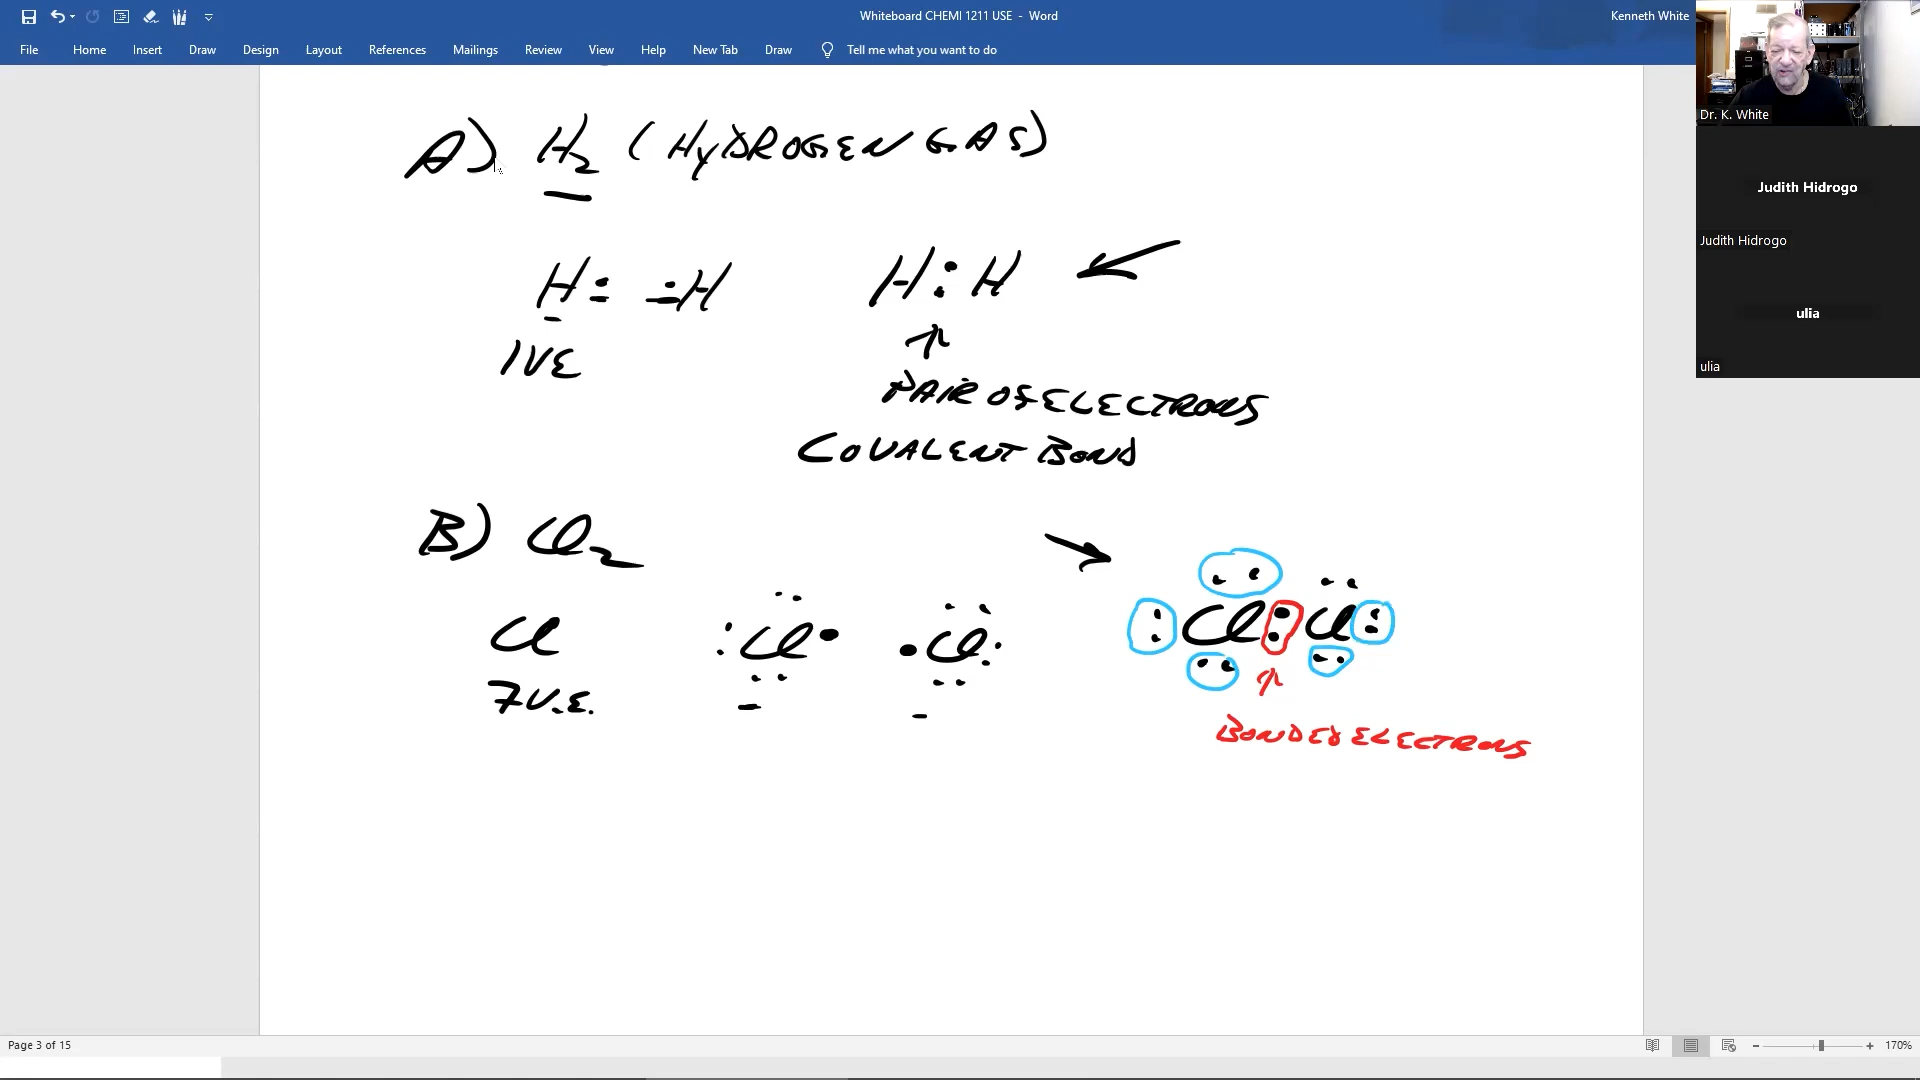 Whiteboard CHEMI 1211 USE - Word
Kenneth White
File Home Insert Draw Design Layout References Mailings Review View Help New Tab Draw Tell me what you want to do
Dr. K. White
Judith Hidrogo
Judith Hidrogo
ulia
ulia
A) H2 (HYDROGEN GAS)
H: :H H:H
1VE
PAIR OF ELECTRONS
COVALENT BOND
B) Cl2
Cl :Cl• •Cl: :Cl:Cl:
7V.E.
BONDED ELECTRONS
Page 3 of 15
170%